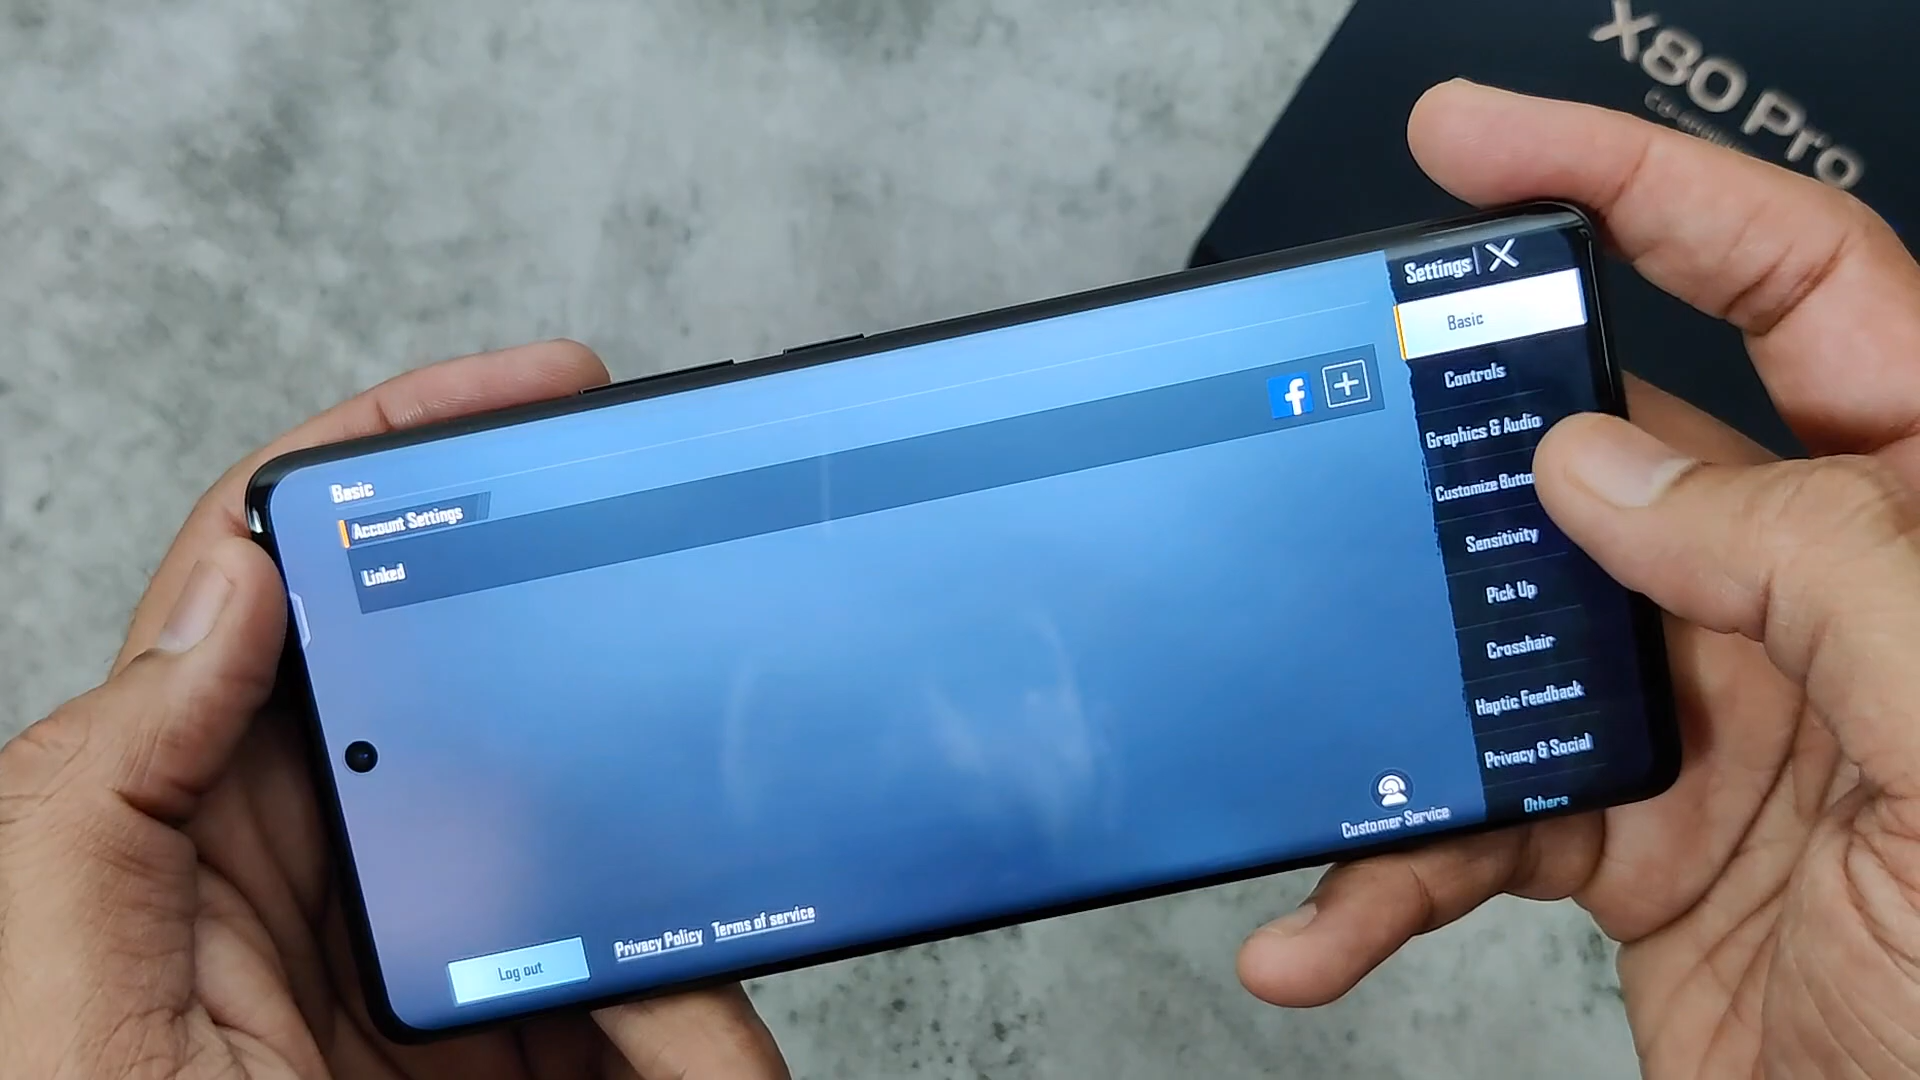 X80 Pro
Settings
Basic
Controls
Graphics & Audio
Customize
Sensitivity
Pick Up
Crosshair
Haptic Feedback
Privacy & Social
Others
Basic
Account Settings
Linked
f
Customer Service
Log out
Privacy Policy
Terms of service